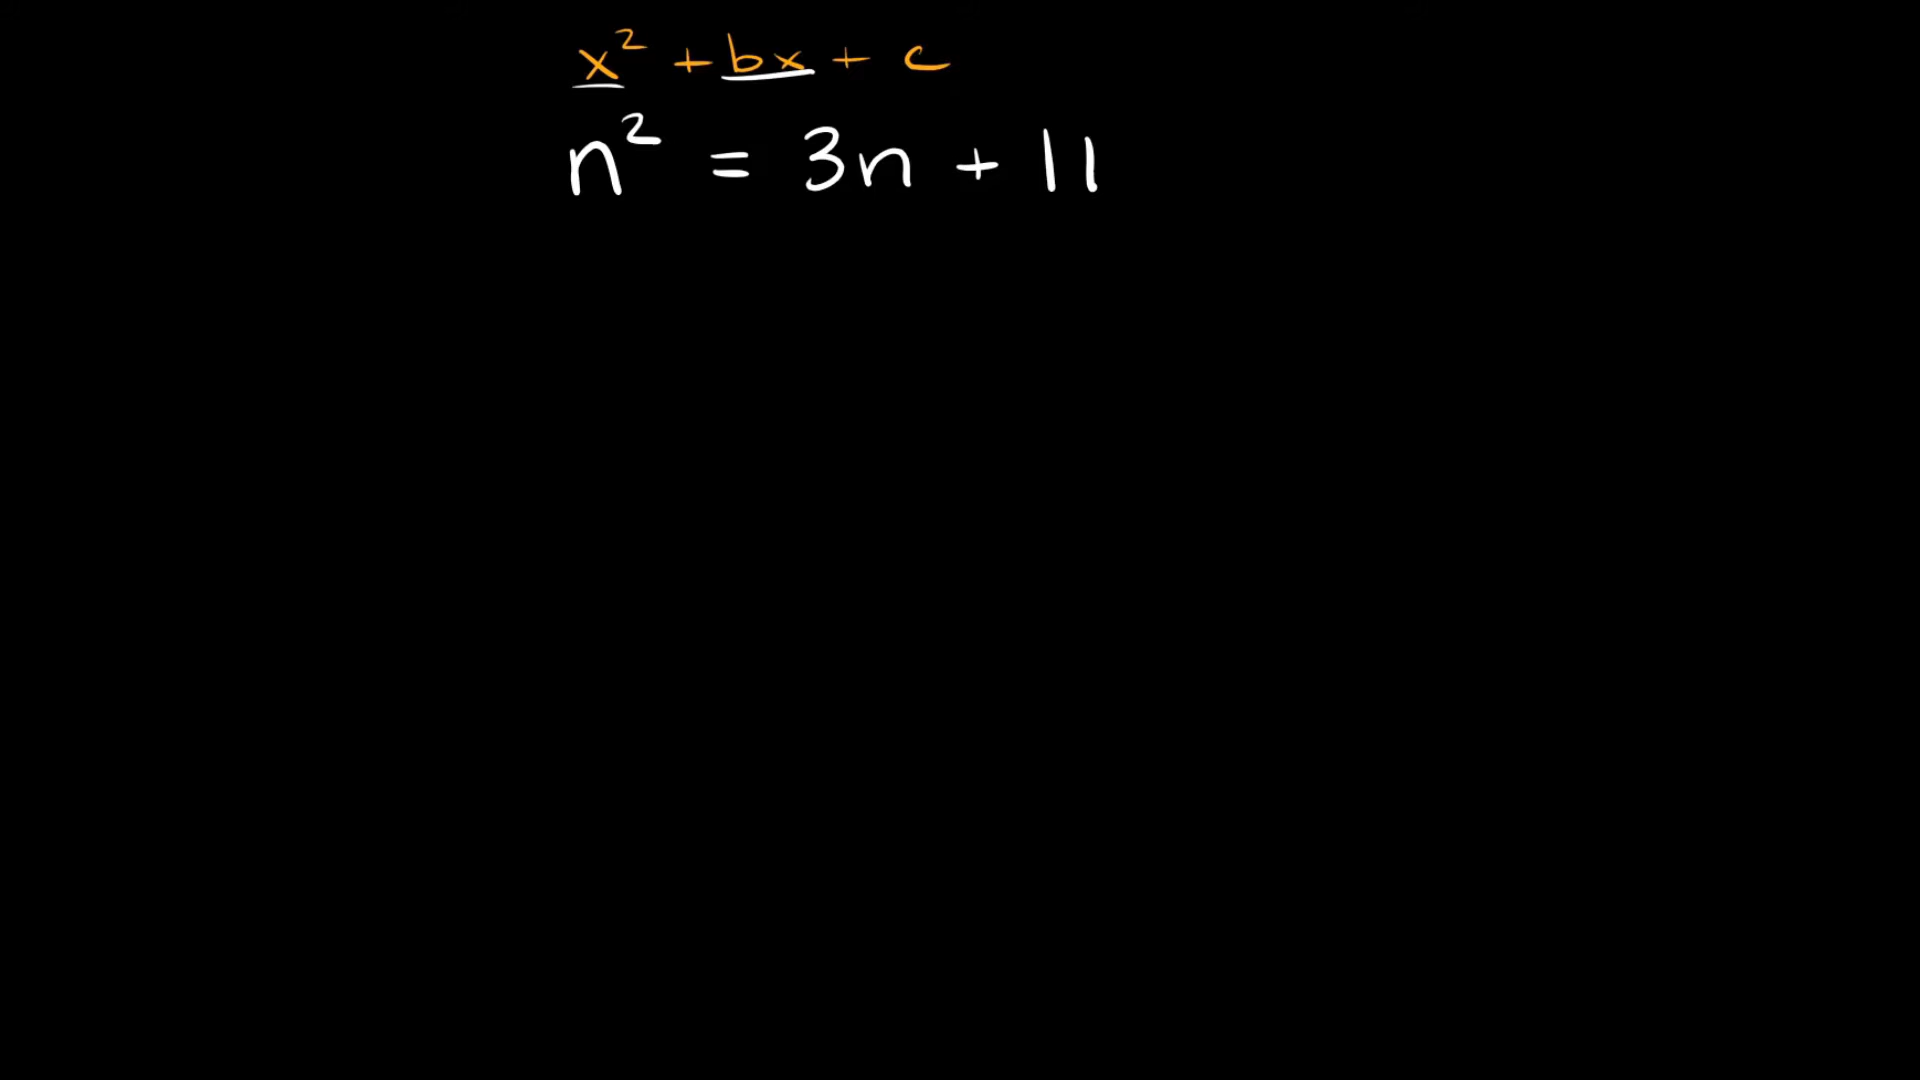 x² + bx + c
n² = 3n + 11